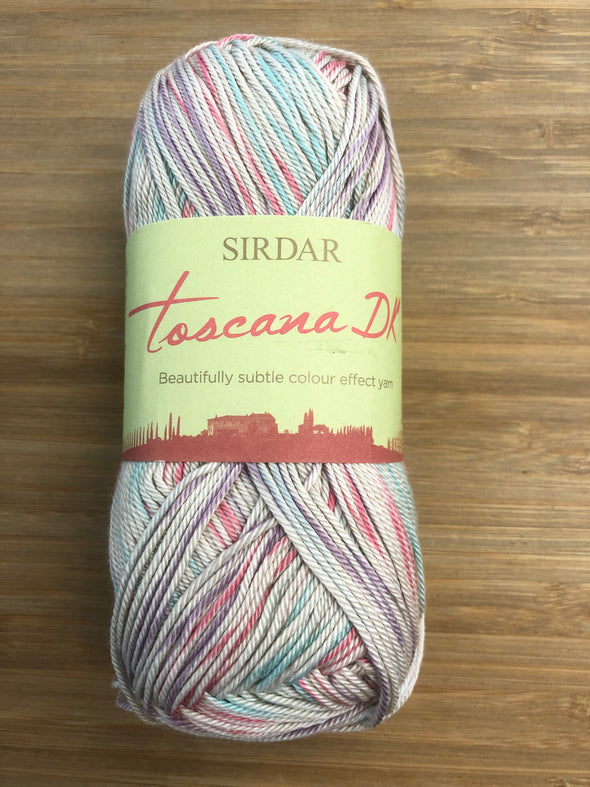 SIRDAR
Toscana DK
Beautifully subtle colour effect yarn